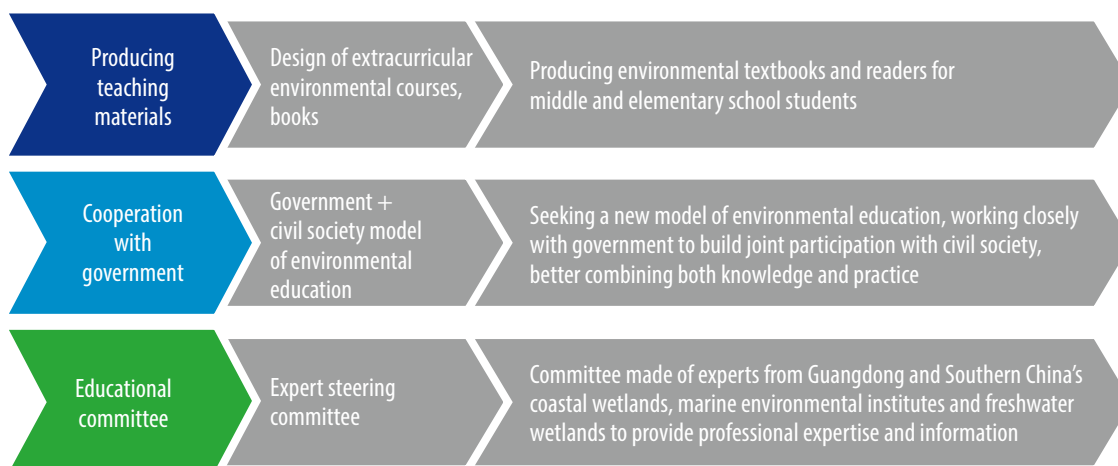 Producing
teaching
materials
Design of extracurricular
environmental courses,
books
Producing environmental textbooks and readers for
middle and elementary school students
Cooperation
with
government
Government +
civil society model
of environmental
education
Seeking a new model of environmental education, working closely
with government to build joint participation with civil society,
better combining both knowledge and practice
Educational
committee
Expert steering
committee
Committee made of experts from Guangdong and Southern China's
coastal wetlands, marine environmental institutes and freshwater
wetlands to provide professional expertise and information